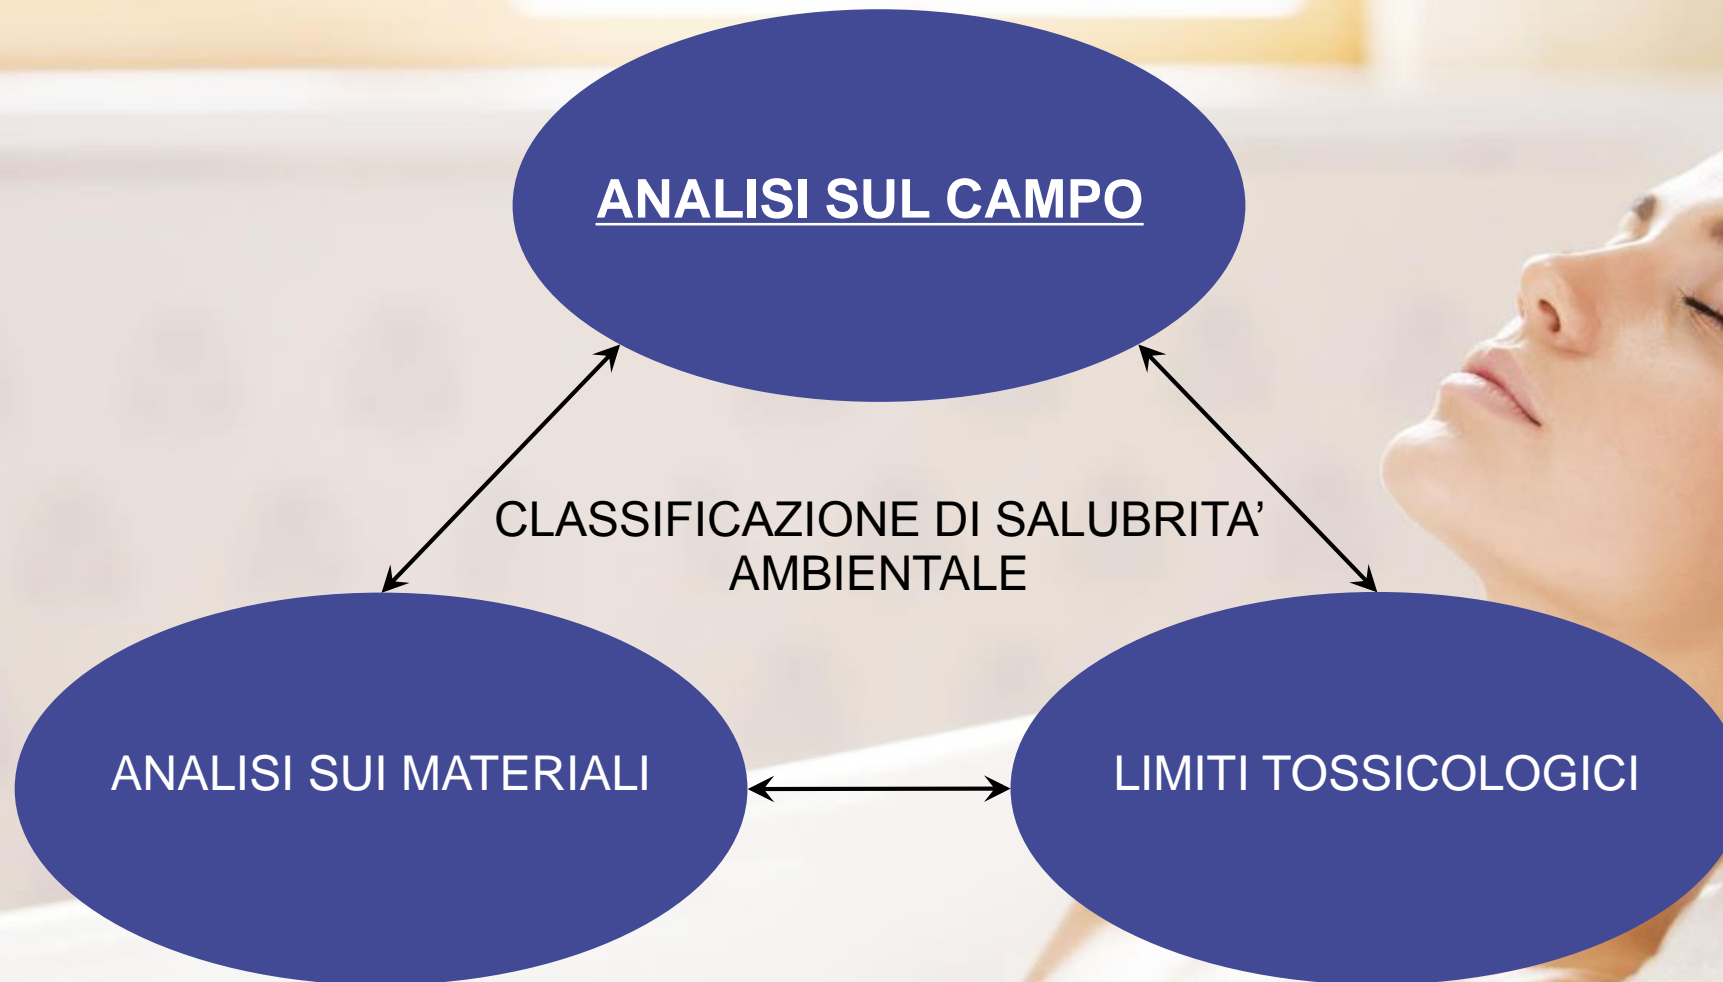 ANALISI SUL CAMPO
CLASSIFICAZIONE DI SALUBRITA’
AMBIENTALE
ANALISI SUI MATERIALI
LIMITI TOSSICOLOGICI